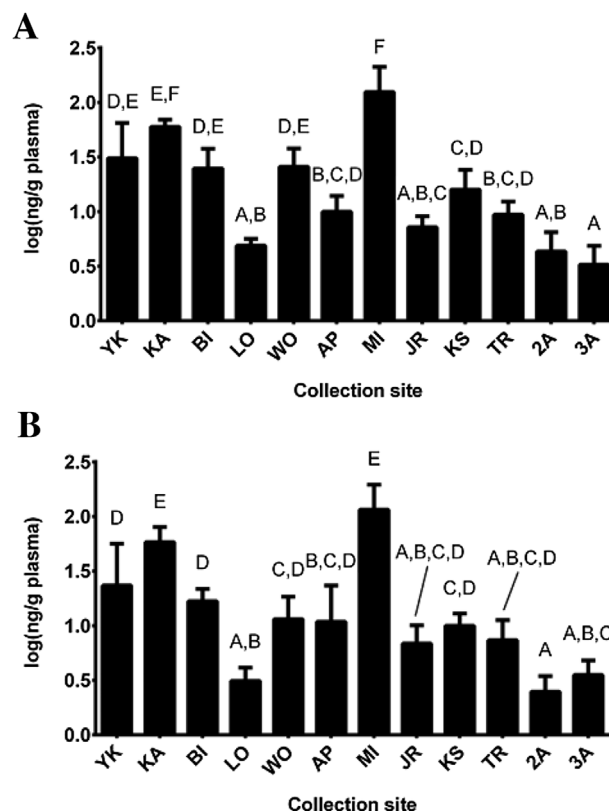 A
log(ng/g plasma)
2.5
2.0
1.5
1.0
0.5
0.0
D,E
E,F
D,E
A,B
D,E
B,C,D
F
A,B,C
C,D
B,C,D
A,B
A
YK KA BI LO WO AP MI JR KS TR 2A 3A
Collection site
B
log(ng/g plasma)
2.5
2.0
1.5
1.0
0.5
0.0
D
E
D
A,B
C,D
B,C,D
E
A,B,C,D
C,D
A,B,C,D
A
A,B,C
YK KA BI LO WO AP MI JR KS TR 2A 3A
Collection site